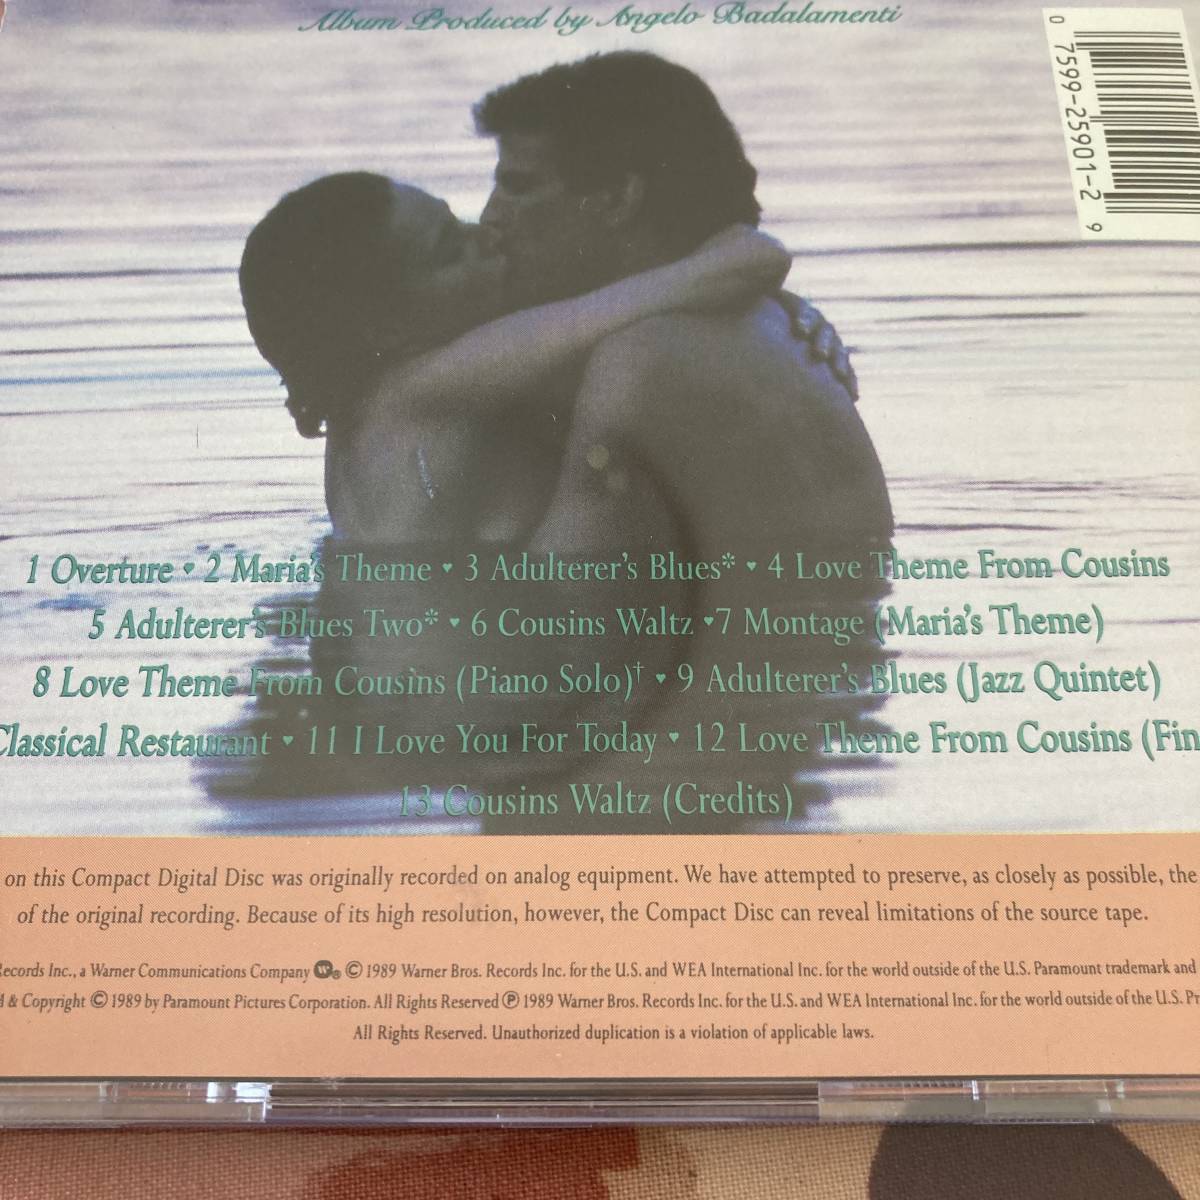 Album Produced by Angelo Badalamenti
0 7599-25901-2 9
1 Overture ♥ 2 Maria's Theme ♥ 3 Adulterer's Blues* ♥ 4 Love Theme From Cousins
5 Adulterer's Blues Two* ♥ 6 Cousins Waltz ♥7 Montage (Maria's Theme)
8 Love Theme From Cousins (Piano Solo)† ♥ 9 Adulterer's Blues (Jazz Quintet)
Classical Restaurant ♥ 11 I Love You For Today ♥ 12 Love Theme From Cousins (Fin
13 Cousins Waltz (Credits)
on this Compact Digital Disc was originally recorded on analog equipment. We have attempted to preserve, as closely as possible, the
of the original recording. Because of its high resolution, however, the Compact Disc can reveal limitations of the source tape.
Records Inc., a Warner Communications Company ® © 1989 Warner Bros. Records Inc. for the U.S. and WEA International Inc. for the world outside of the U.S. Paramount trademark and
& Copyright © 1989 by Paramount Pictures Corporation. All Rights Reserved ℗ 1989 Warner Bros. Records Inc. for the U.S. and WEA International Inc. for the world outside of the U.S. Pr
All Rights Reserved. Unauthorized duplication is a violation of applicable laws.